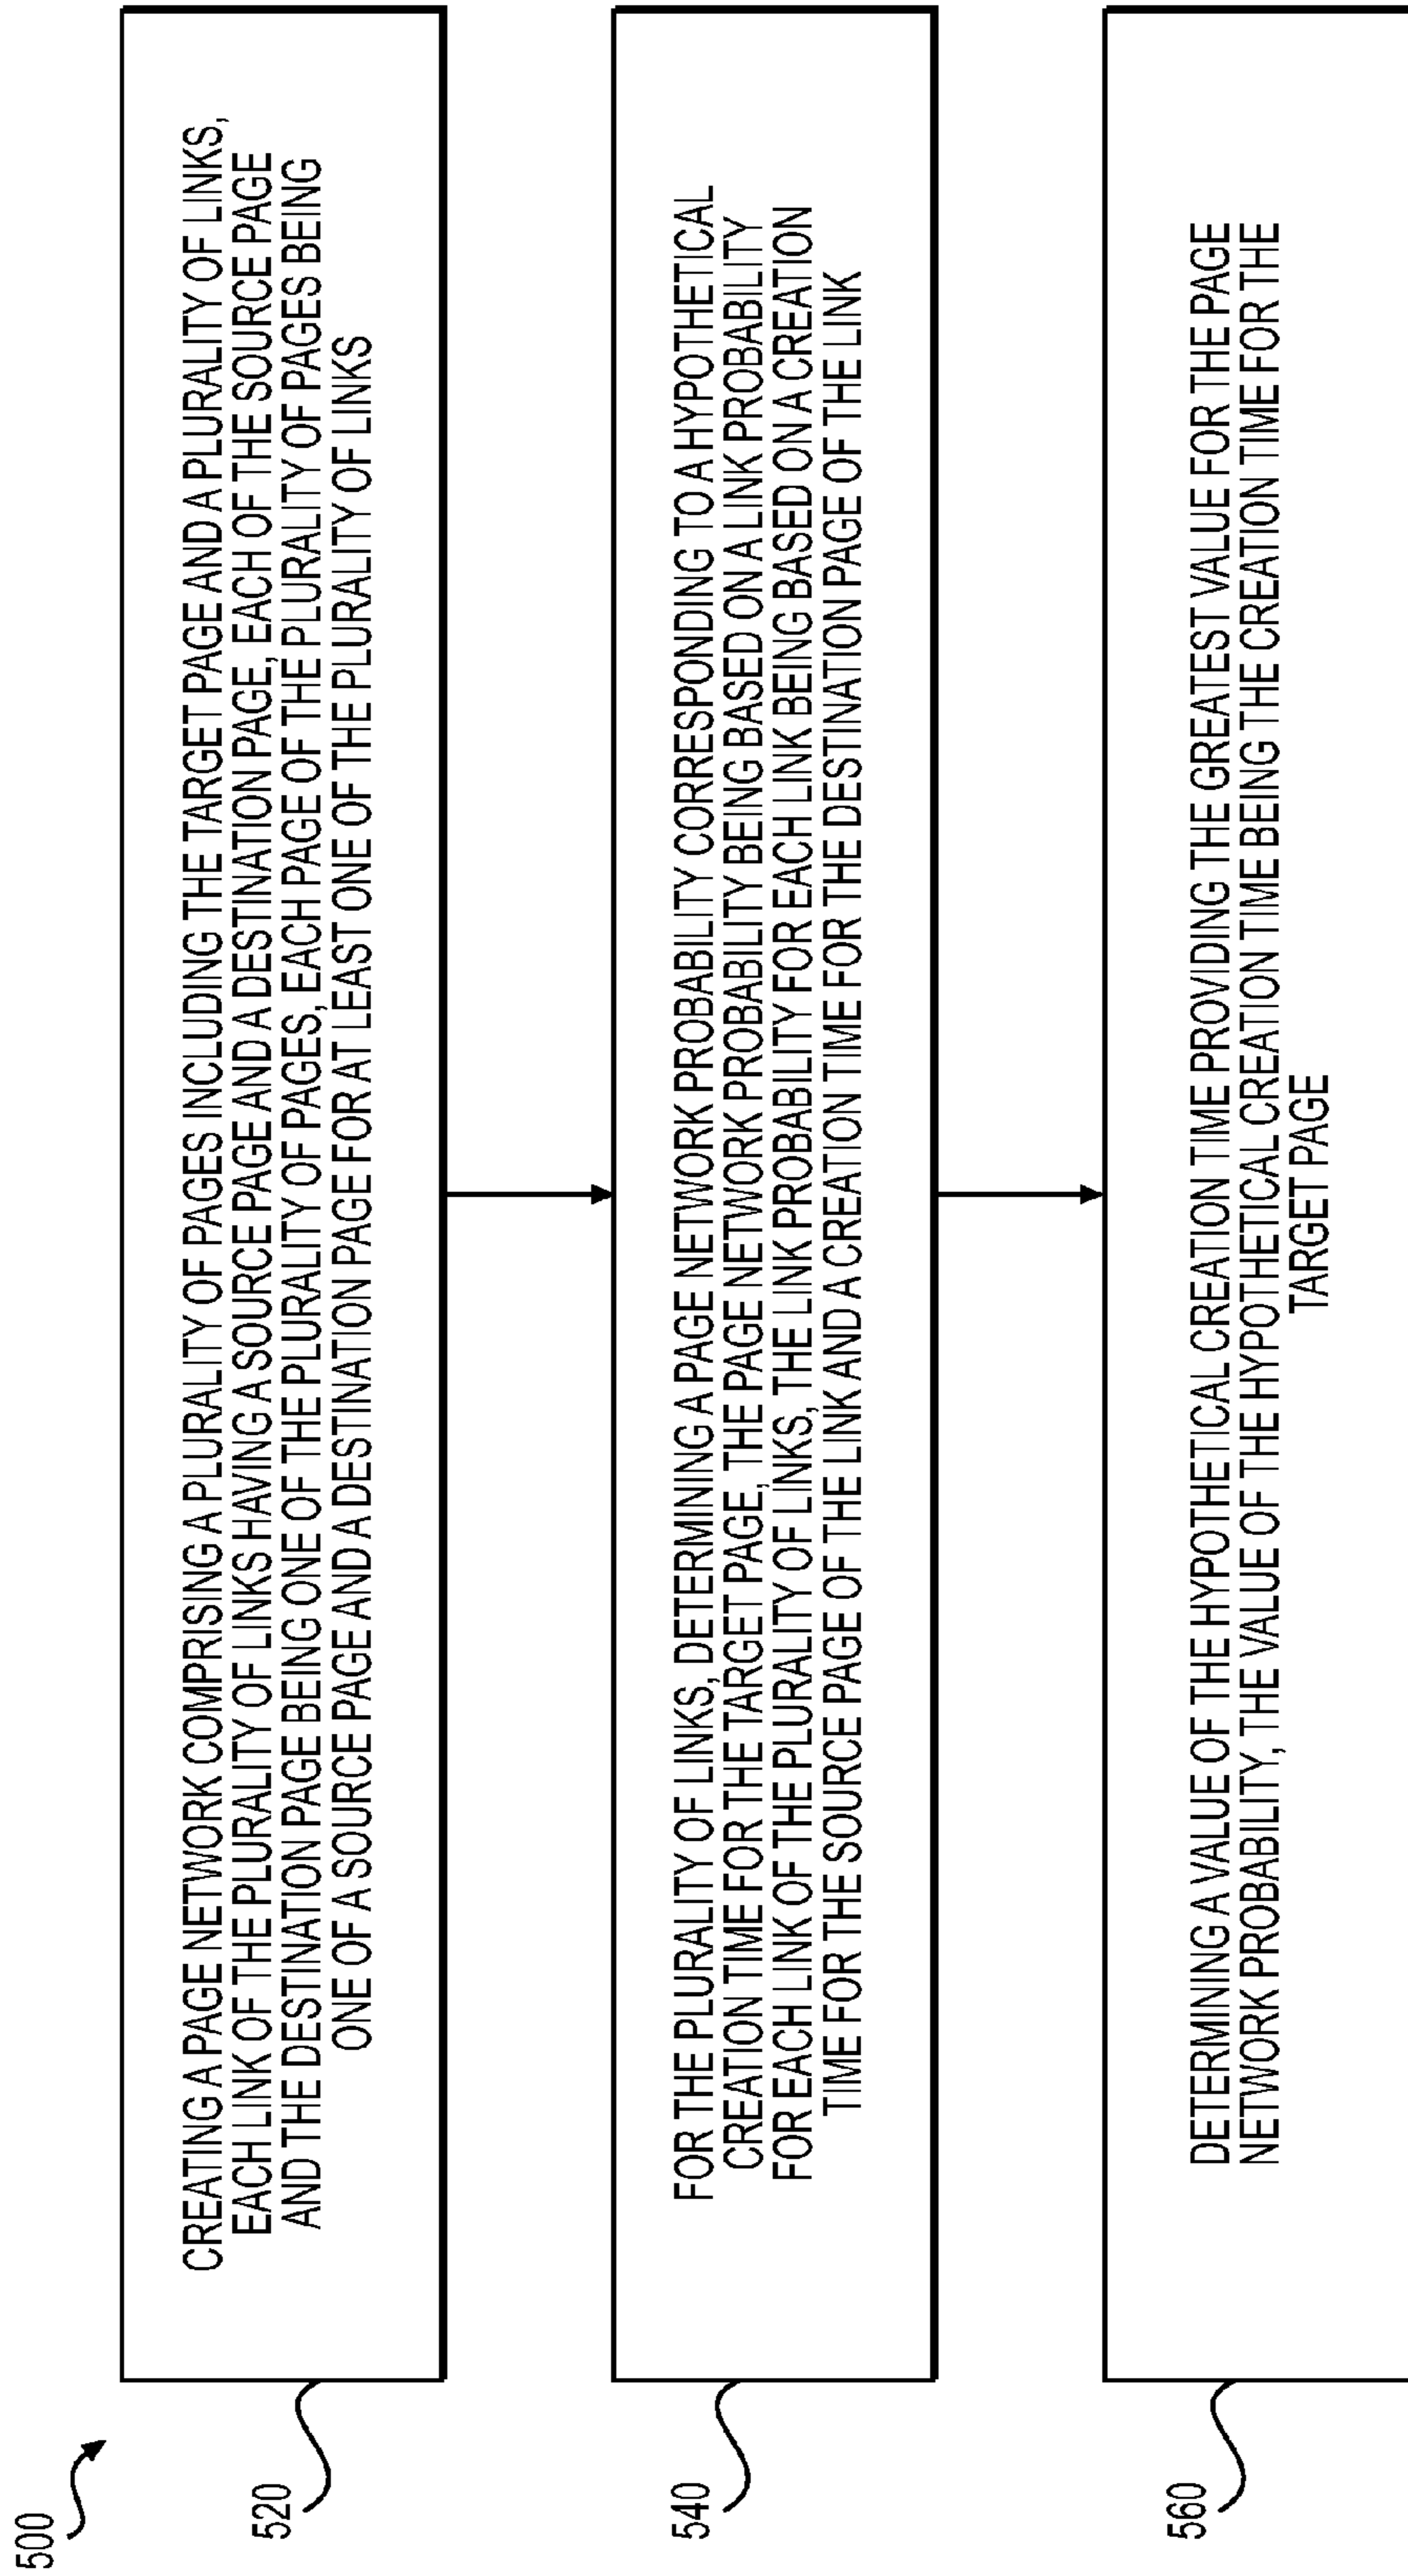 500
520
CREATING A PAGE NETWORK COMPRISING A PLURALITY OF PAGES INCLUDING THE TARGET PAGE AND A PLURALITY OF LINKS,
EACH LINK OF THE PLURALITY OF LINKS HAVING A SOURCE PAGE AND A DESTINATION PAGE, EACH OF THE SOURCE PAGE
AND THE DESTINATION PAGE BEING ONE OF THE PLURALITY OF PAGES, EACH PAGE OF THE PLURALITY OF PAGES BEING
ONE OF A SOURCE PAGE AND A DESTINATION PAGE FOR AT LEAST ONE OF THE PLURALITY OF LINKS
540
FOR THE PLURALITY OF LINKS, DETERMINING A PAGE NETWORK PROBABILITY CORRESPONDING TO A HYPOTHETICAL
CREATION TIME FOR THE TARGET PAGE, THE PAGE NETWORK PROBABILITY BEING BASED ON A LINK PROBABILITY
FOR EACH LINK OF THE PLURALITY OF LINKS, THE LINK PROBABILITY FOR EACH LINK BEING BASED ON A CREATION
TIME FOR THE SOURCE PAGE OF THE LINK AND A CREATION TIME FOR THE DESTINATION PAGE OF THE LINK
560
DETERMINING A VALUE OF THE HYPOTHETICAL CREATION TIME PROVIDING THE GREATEST VALUE FOR THE PAGE
NETWORK PROBABILITY, THE VALUE OF THE HYPOTHETICAL CREATION TIME BEING THE CREATION TIME FOR THE
TARGET PAGE